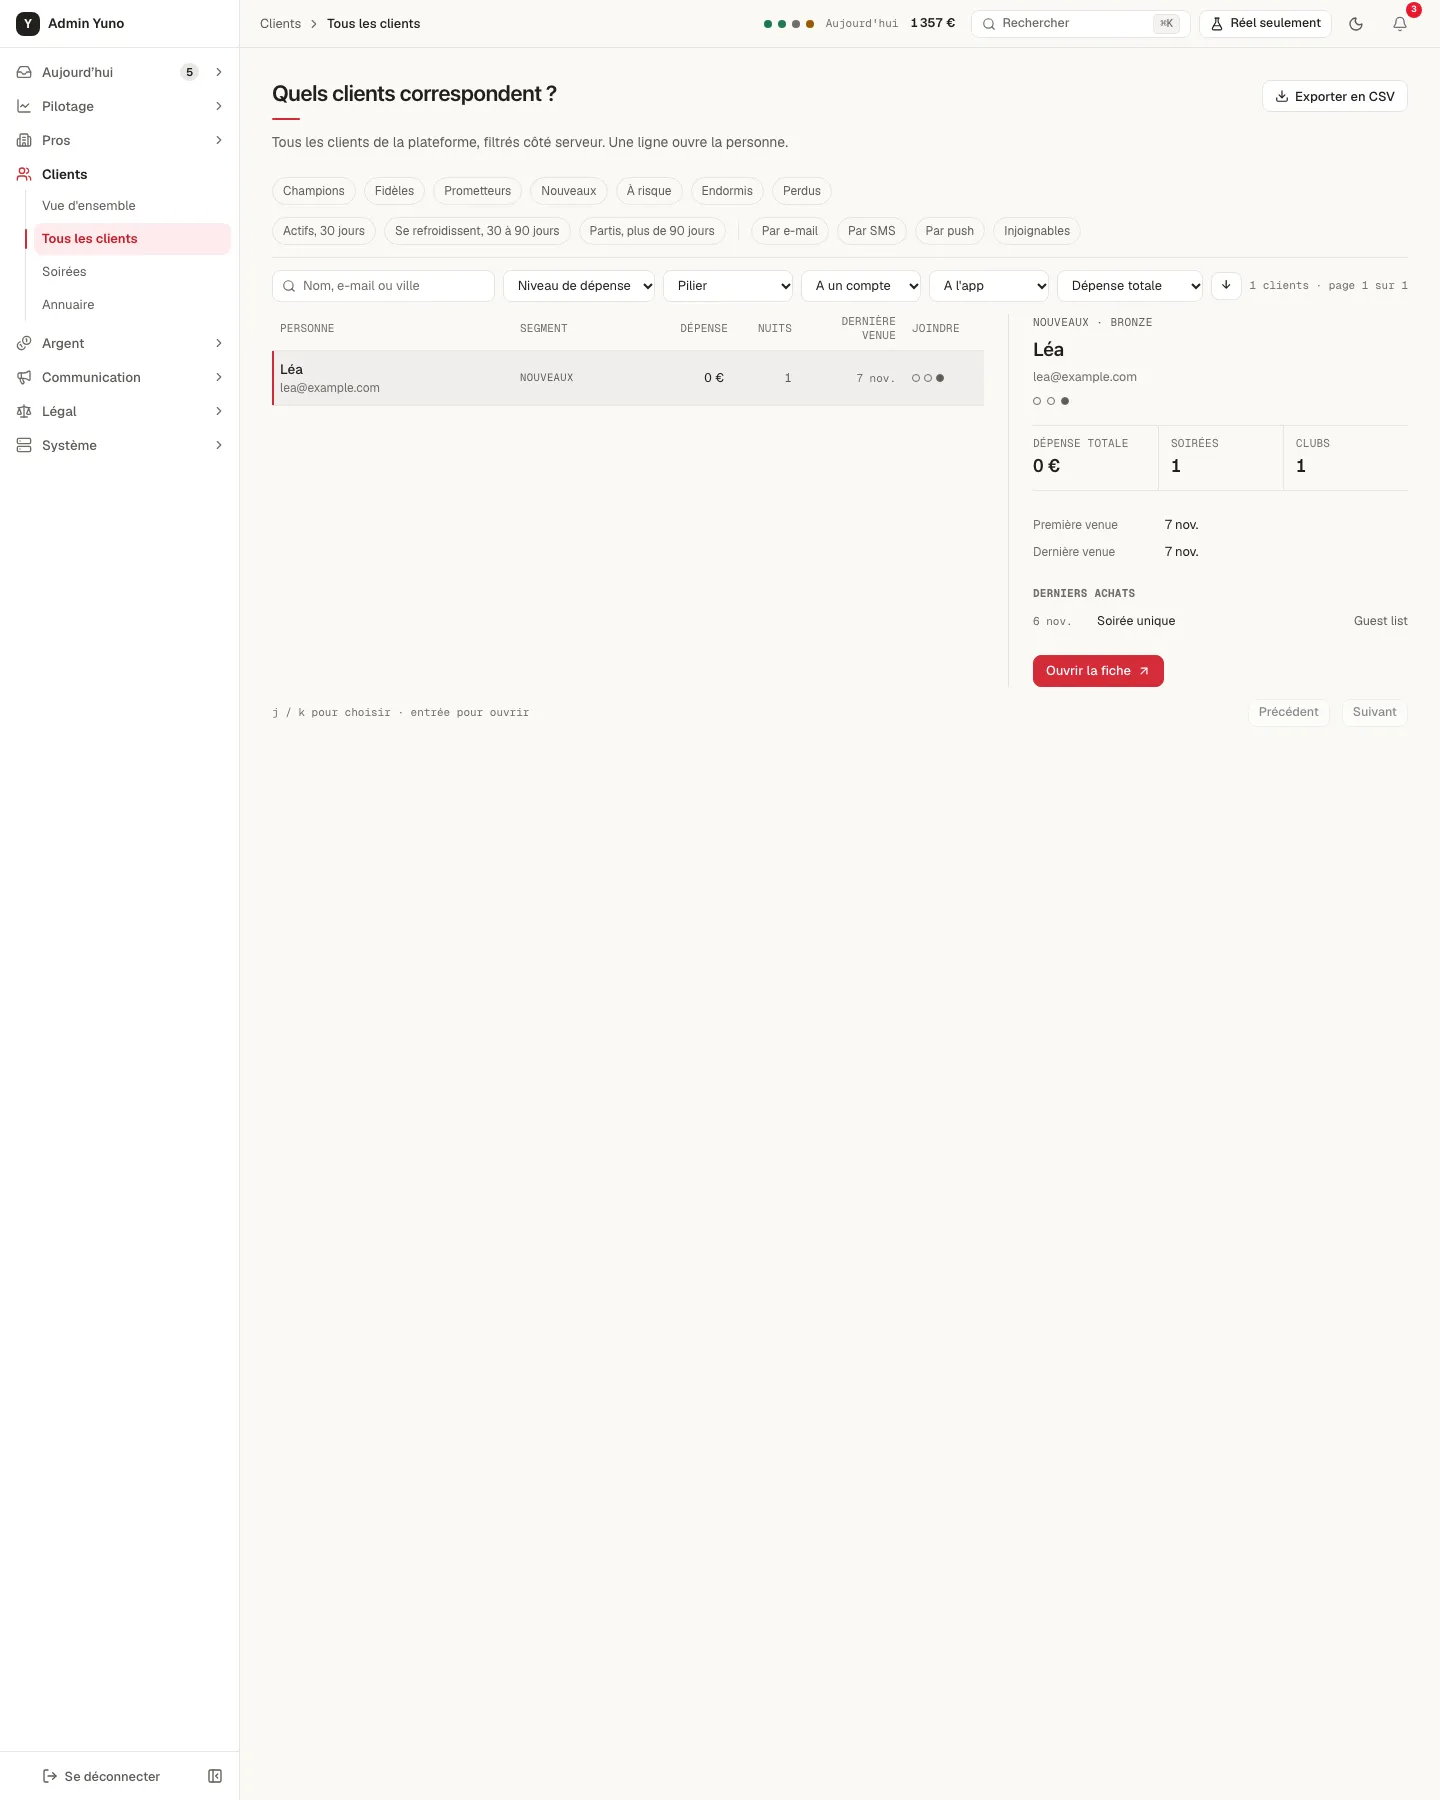 Y Admin Yuno
Aujourd'hui 5
Pilotage
Pros
Clients
Vue d'ensemble
Tous les clients
Soirées
Annuaire
Argent
Communication
Légal
Système
Se déconnecter
Clients > Tous les clients
Aujourd'hui 1 357 €
Rechercher ⌘K
Réel seulement
3
Quels clients correspondent ?
Exporter en CSV
Tous les clients de la plateforme, filtrés côté serveur. Une ligne ouvre la personne.
Champions Fidèles Prometteurs Nouveaux À risque Endormis Perdus
Actifs, 30 jours Se refroidissent, 30 à 90 jours Partis, plus de 90 jours Par e-mail Par SMS Par push Injoignables
Nom, e-mail ou ville Niveau de dépense Pilier A un compte A l'app Dépense totale 1 clients · page 1 sur 1
PERSONNE SEGMENT DÉPENSE NUITS DERNIÈRE VENUE JOINDRE
Léa
lea@example.com
NOUVEAUX 0 € 1 7 nov.
NOUVEAUX · BRONZE
Léa
lea@example.com
DÉPENSE TOTALE SOIRÉES CLUBS
0 € 1 1
Première venue 7 nov.
Dernière venue 7 nov.
DERNIERS ACHATS
6 nov. Soirée unique Guest list
Ouvrir la fiche
j / k pour choisir · entrée pour ouvrir
Précédent Suivant